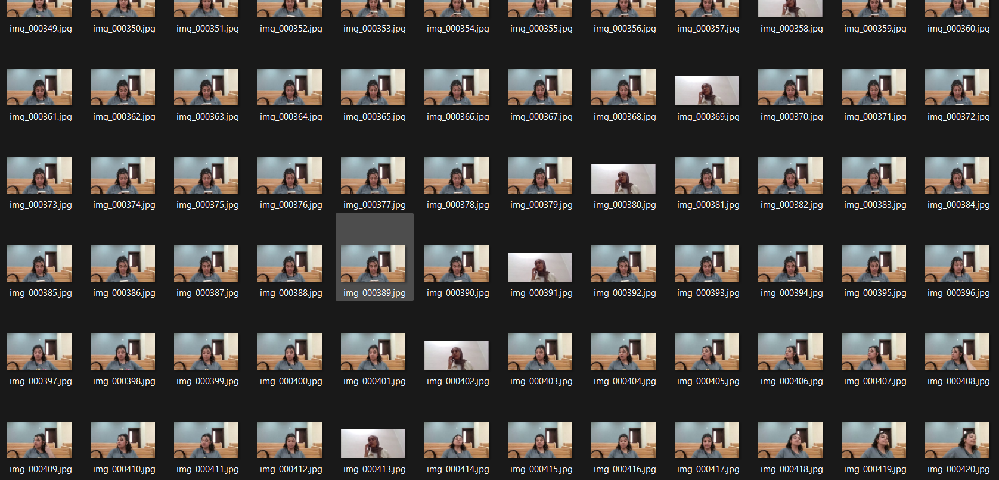 img_000349.jpg img_000350.jpg img_000351.jpg img_000352.jpg img_000353.jpg img_000354.jpg img_000355.jpg img_000356.jpg img_000357.jpg img_000358.jpg img_000359.jpg img_000360.jpg
img_000361.jpg img_000362.jpg img_000363.jpg img_000364.jpg img_000365.jpg img_000366.jpg img_000367.jpg img_000368.jpg img_000369.jpg img_000370.jpg img_000371.jpg img_000372.jpg
img_000373.jpg img_000374.jpg img_000375.jpg img_000376.jpg img_000377.jpg img_000378.jpg img_000379.jpg img_000380.jpg img_000381.jpg img_000382.jpg img_000383.jpg img_000384.jpg
img_000385.jpg img_000386.jpg img_000387.jpg img_000388.jpg img_000389.jpg img_000390.jpg img_000391.jpg img_000392.jpg img_000393.jpg img_000394.jpg img_000395.jpg img_000396.jpg
img_000397.jpg img_000398.jpg img_000399.jpg img_000400.jpg img_000401.jpg img_000402.jpg img_000403.jpg img_000404.jpg img_000405.jpg img_000406.jpg img_000407.jpg img_000408.jpg
img_000409.jpg img_000410.jpg img_000411.jpg img_000412.jpg img_000413.jpg img_000414.jpg img_000415.jpg img_000416.jpg img_000417.jpg img_000418.jpg img_000419.jpg img_000420.jpg